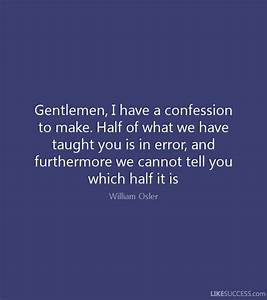 Gentlemen, I have a confession
to make. Half of what we have
taught you is in error, and
furthermore we cannot tell you
which half it is
William Osler
LIKESUCCESS.COM